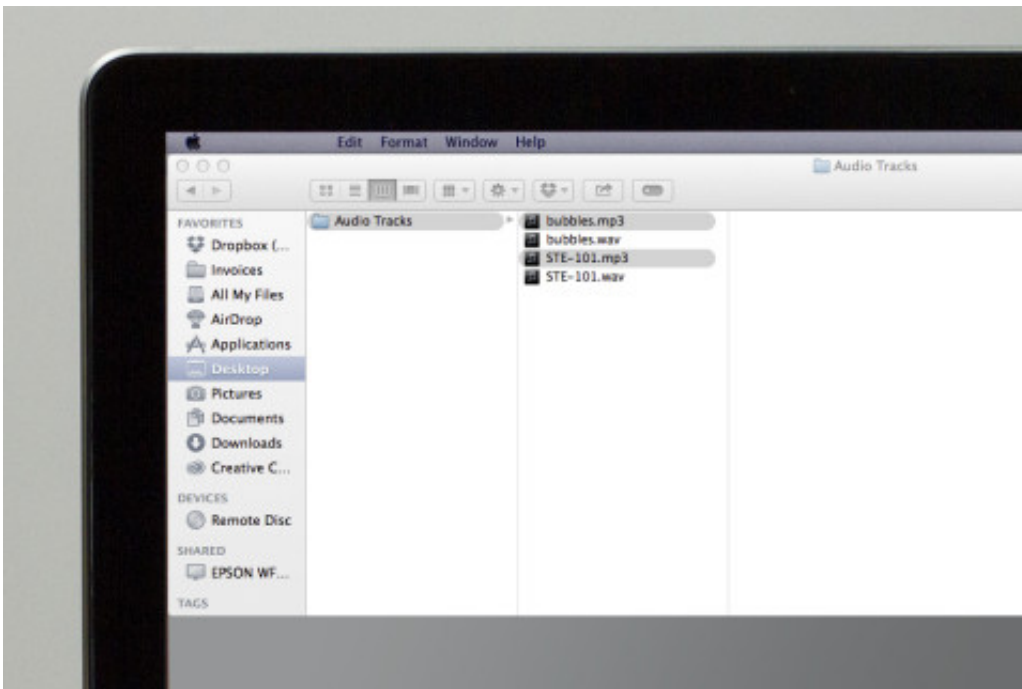 Edit Format Window Help
Audio Tracks
FAVORITES
Dropbox (...
Invoices
All My Files
AirDrop
Applications
Desktop
Pictures
Documents
Downloads
Creative C...
DEVICES
Remote Disc
SHARED
EPSON WF...
TAGS
Audio Tracks
bubbles.mp3
bubbles.wav
STE-101.mp3
STE-101.wav